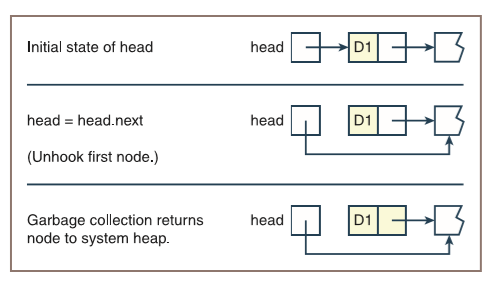 Initial state of head head D1
head = head.next head D1
(Unhook first node.)
Garbage collection returns head D1
node to system heap.